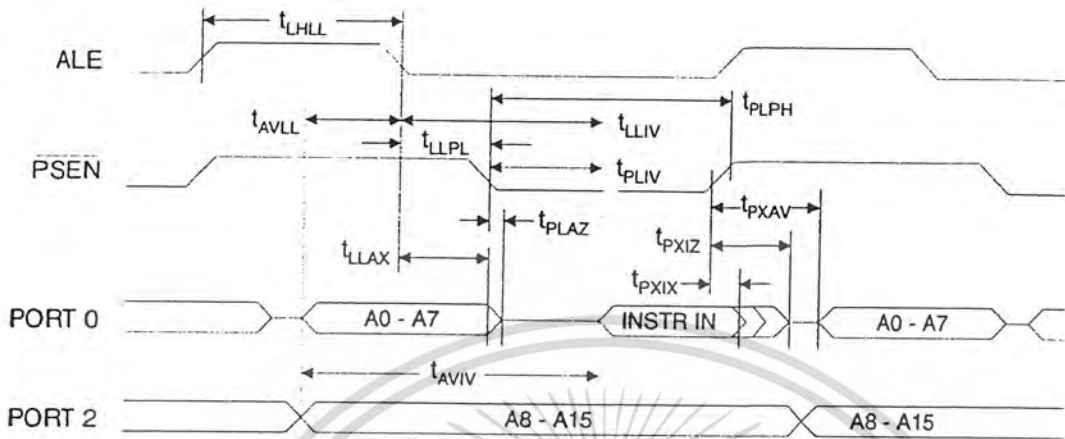 tLHLL
ALE
tPLPH
tAVLL
tLLIV
tLLPL
PSEN
tPLIV
tPXAV
tPLAZ
tPXIZ
tLLAX
tPXIX
PORT 0
A0 - A7
INSTR IN
A0 - A7
tAVIV
PORT 2
A8 - A15
A8 - A15